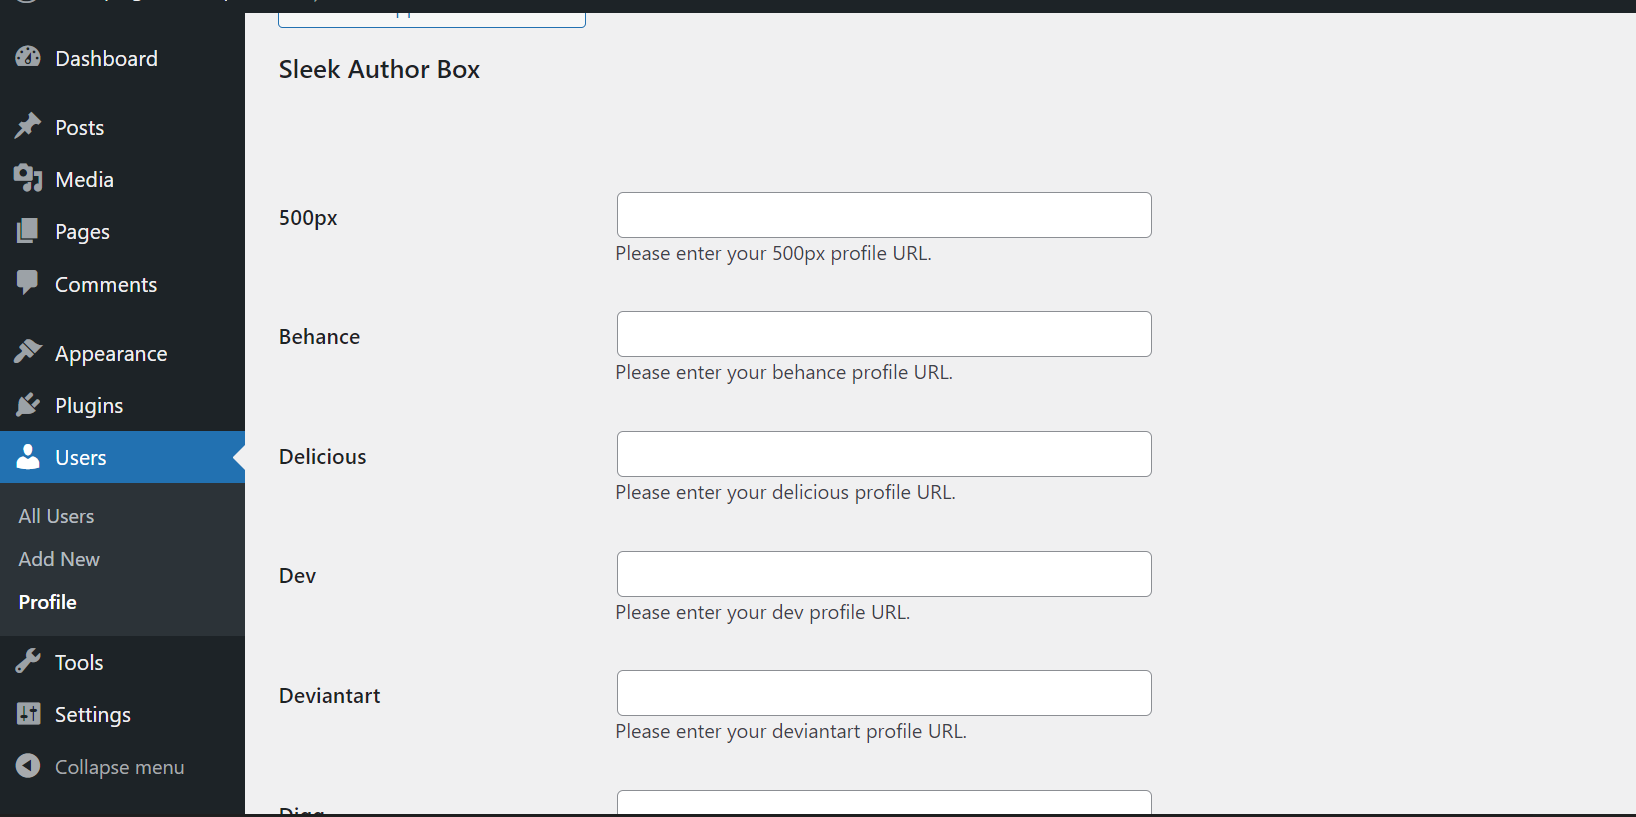 Dashboard
Posts
Media
Pages
Comments
Appearance
Plugins
Users
All Users
Add New
Profile
Tools
Settings
Collapse menu
Sleek Author Box
500px
Please enter your 500px profile URL.
Behance
Please enter your behance profile URL.
Delicious
Please enter your delicious profile URL.
Dev
Please enter your dev profile URL.
Deviantart
Please enter your deviantart profile URL.
Digg